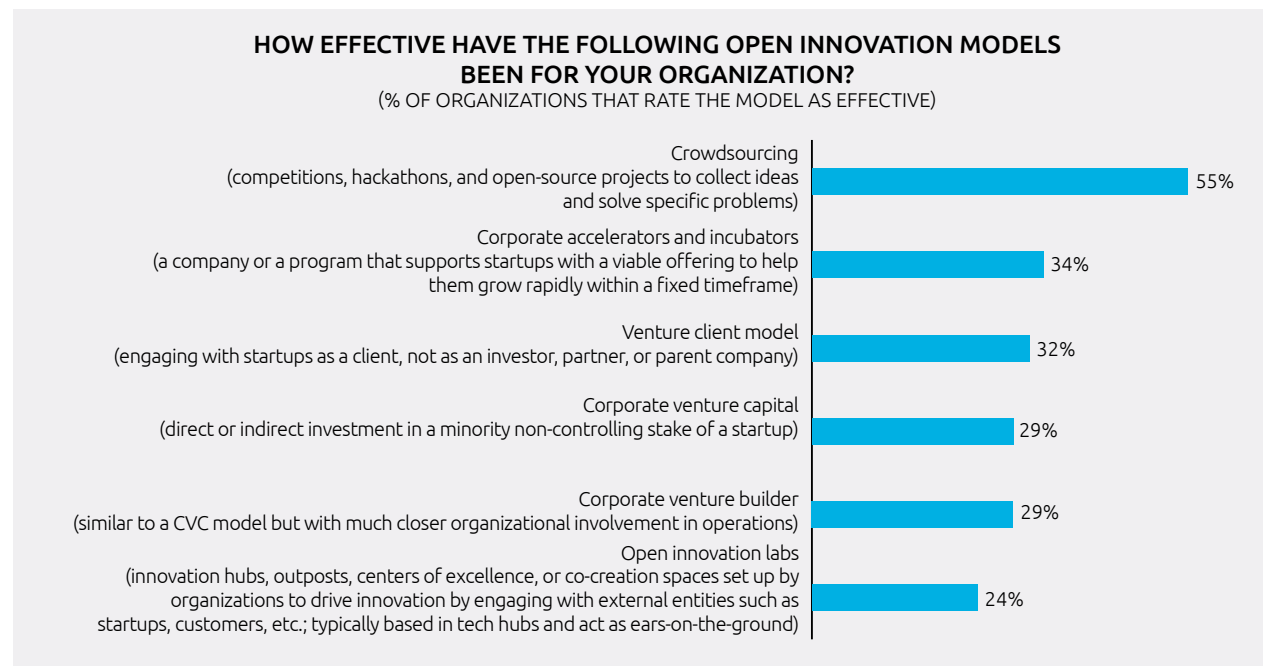 HOW EFFECTIVE HAVE THE FOLLOWING OPEN INNOVATION MODELS
BEEN FOR YOUR ORGANIZATION?
(% OF ORGANIZATIONS THAT RATE THE MODEL AS EFFECTIVE)
Crowdsourcing
(competitions, hackathons, and open-source projects to collect ideas
and solve specific problems)
55%
Corporate accelerators and incubators
(a company or a program that supports startups with a viable offering to help
them grow rapidly within a fixed timeframe)
34%
Venture client model
(engaging with startups as a client, not as an investor, partner, or parent company)
32%
Corporate venture capital
(direct or indirect investment in a minority non-controlling stake of a startup)
29%
Corporate venture builder
(similar to a CVC model but with much closer organizational involvement in operations)
29%
Open innovation labs
(innovation hubs, outposts, centers of excellence, or co-creation spaces set up by
organizations to drive innovation by engaging with external entities such as
startups, customers, etc.; typically based in tech hubs and act as ears-on-the-ground)
24%